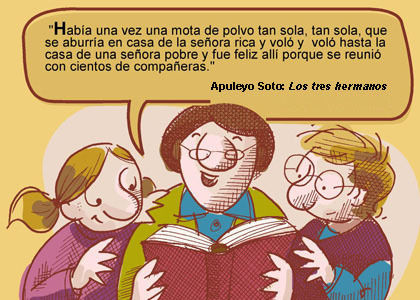 "Había una vez una mota de polvo tan sola, tan sola, que
se aburría en casa de la señora rica y voló y  voló hasta la
casa de una señora pobre y fue feliz allí porque se reunió
con cientos de compañeras."
Apuleyo Soto: Los tres hermanos